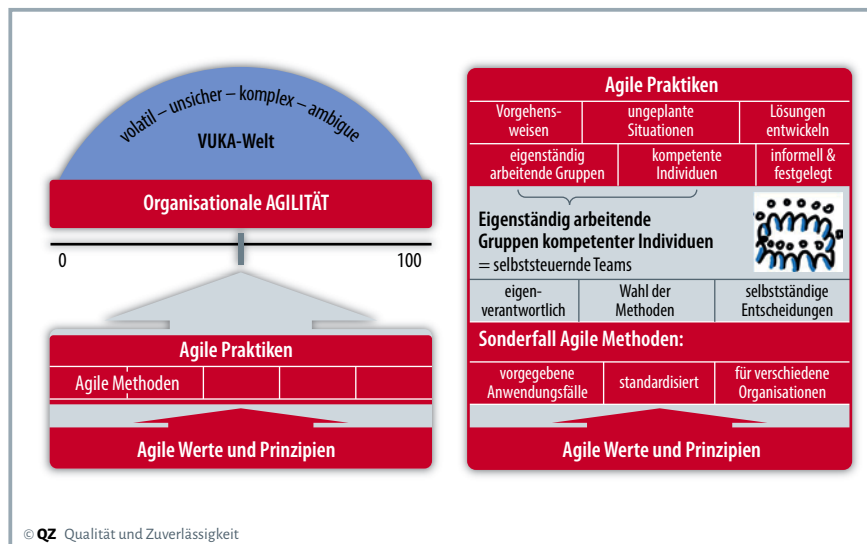 volatil – unsicher – komplex – ambigue
VUKA-Welt
Organisationale AGILITÄT
0
100
Agile Praktiken
Agile Methoden
Agile Werte und Prinzipien
Agile Praktiken
Vorgehens-
weisen
ungeplante
Situationen
Lösungen
entwickeln
eigenständig
arbeitende Gruppen
kompetente
Individuen
informell &
festgelegt
Eigenständig arbeitende
Gruppen kompetenter Individuen
= selbststeuernde Teams
eigen-
verantwortlich
Wahl der
Methoden
selbstständige
Entscheidungen
Sonderfall Agile Methoden:
vorgegebene
Anwendungsfälle
standardisiert
für verschiedene
Organisationen
Agile Werte und Prinzipien
© QZ Qualität und Zuverlässigkeit